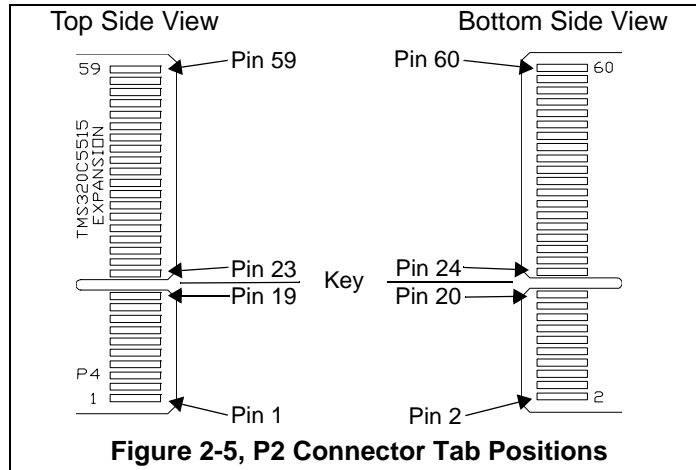 Top Side View
Bottom Side View
59
Pin 59
Pin 60
60
TMS320C5515
EXPANSION
Pin 23
Key
Pin 24
Pin 19
Pin 20
P4
1
Pin 1
Pin 2
2
Figure 2-5, P2 Connector Tab Positions